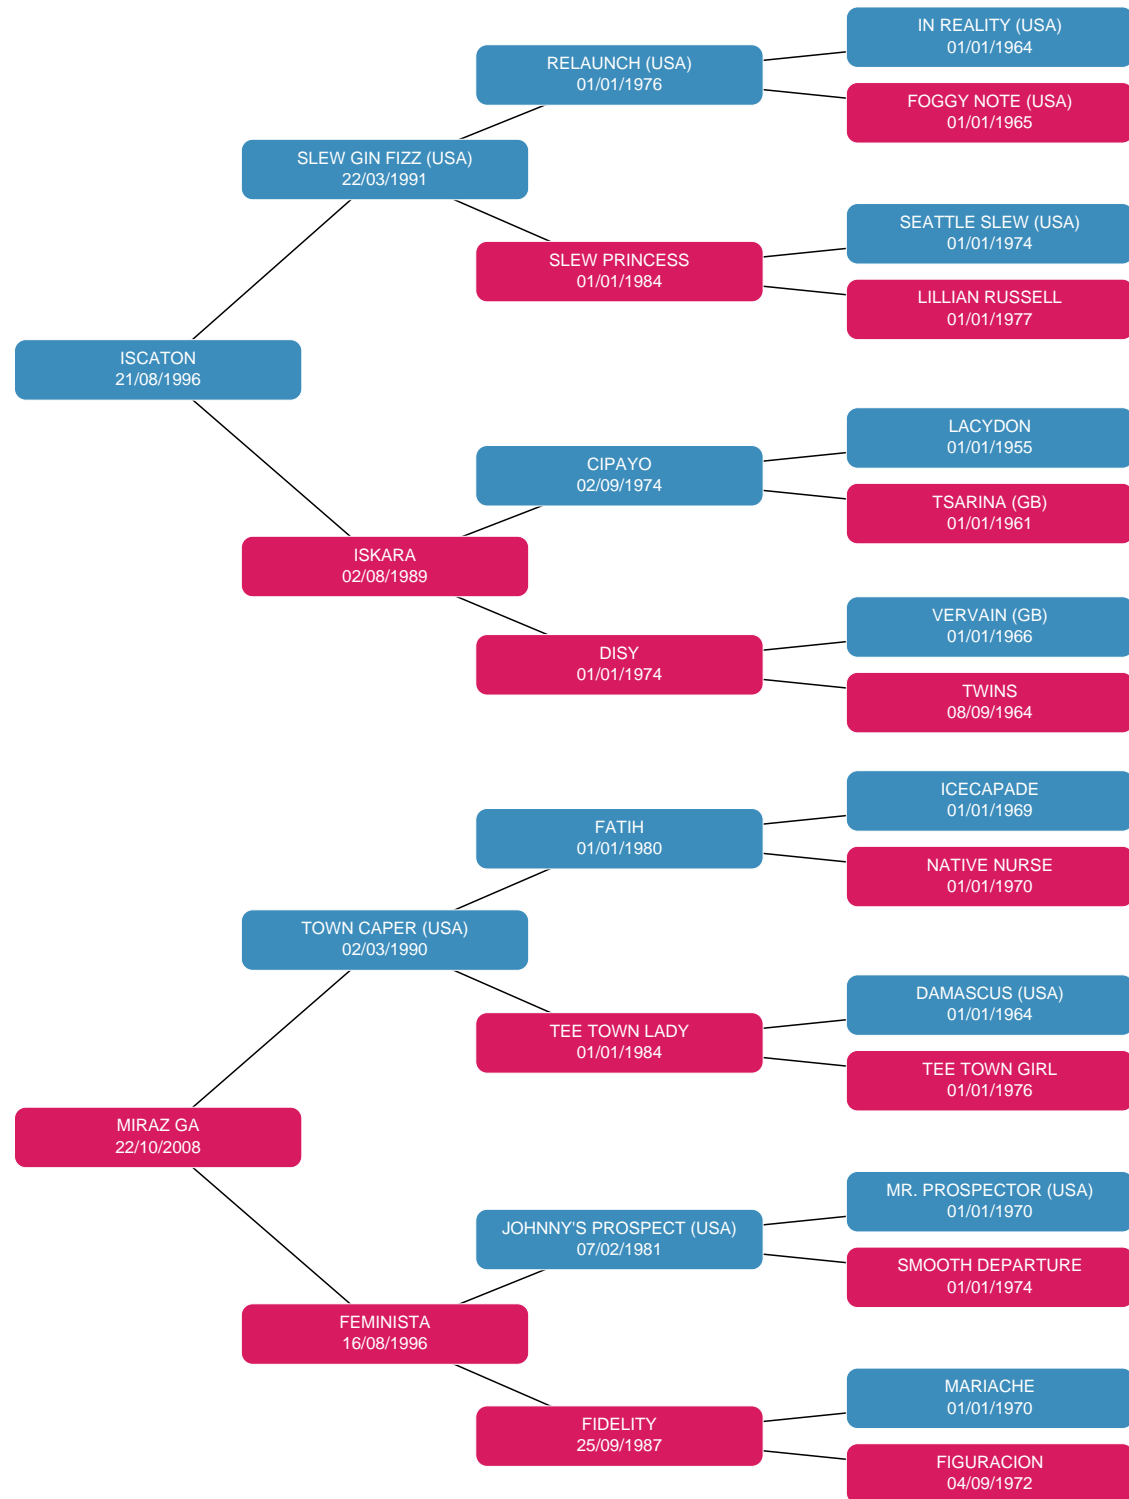 IN REALITY (USA)
01/01/1964
RELAUNCH (USA)
01/01/1976
FOGGY NOTE (USA)
01/01/1965
SLEW GIN FIZZ (USA)
22/03/1991
SEATTLE SLEW (USA)
01/01/1974
SLEW PRINCESS
01/01/1984
LILLIAN RUSSELL
01/01/1977
ISCATON
21/08/1996
LACYDON
01/01/1955
CIPAYO
02/09/1974
TSARINA (GB)
01/01/1961
ISKARA
02/08/1989
VERVAIN (GB)
01/01/1966
DISY
01/01/1974
TWINS
08/09/1964
ICECAPADE
01/01/1969
FATIH
01/01/1980
NATIVE NURSE
01/01/1970
TOWN CAPER (USA)
02/03/1990
DAMASCUS (USA)
01/01/1964
TEE TOWN LADY
01/01/1984
TEE TOWN GIRL
01/01/1976
MIRAZ GA
22/10/2008
MR. PROSPECTOR (USA)
01/01/1970
JOHNNY'S PROSPECT (USA)
07/02/1981
SMOOTH DEPARTURE
01/01/1974
FEMINISTA
16/08/1996
MARIACHE
01/01/1970
FIDELITY
25/09/1987
FIGURACION
04/09/1972